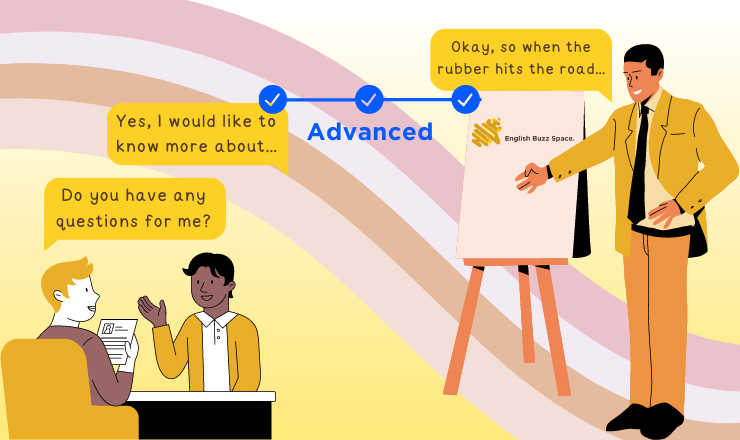 Okay, so when the
rubber hits the road...
Yes, I would like to
know more about...
Advanced
English Buzz Space.
Do you have any
questions for me?